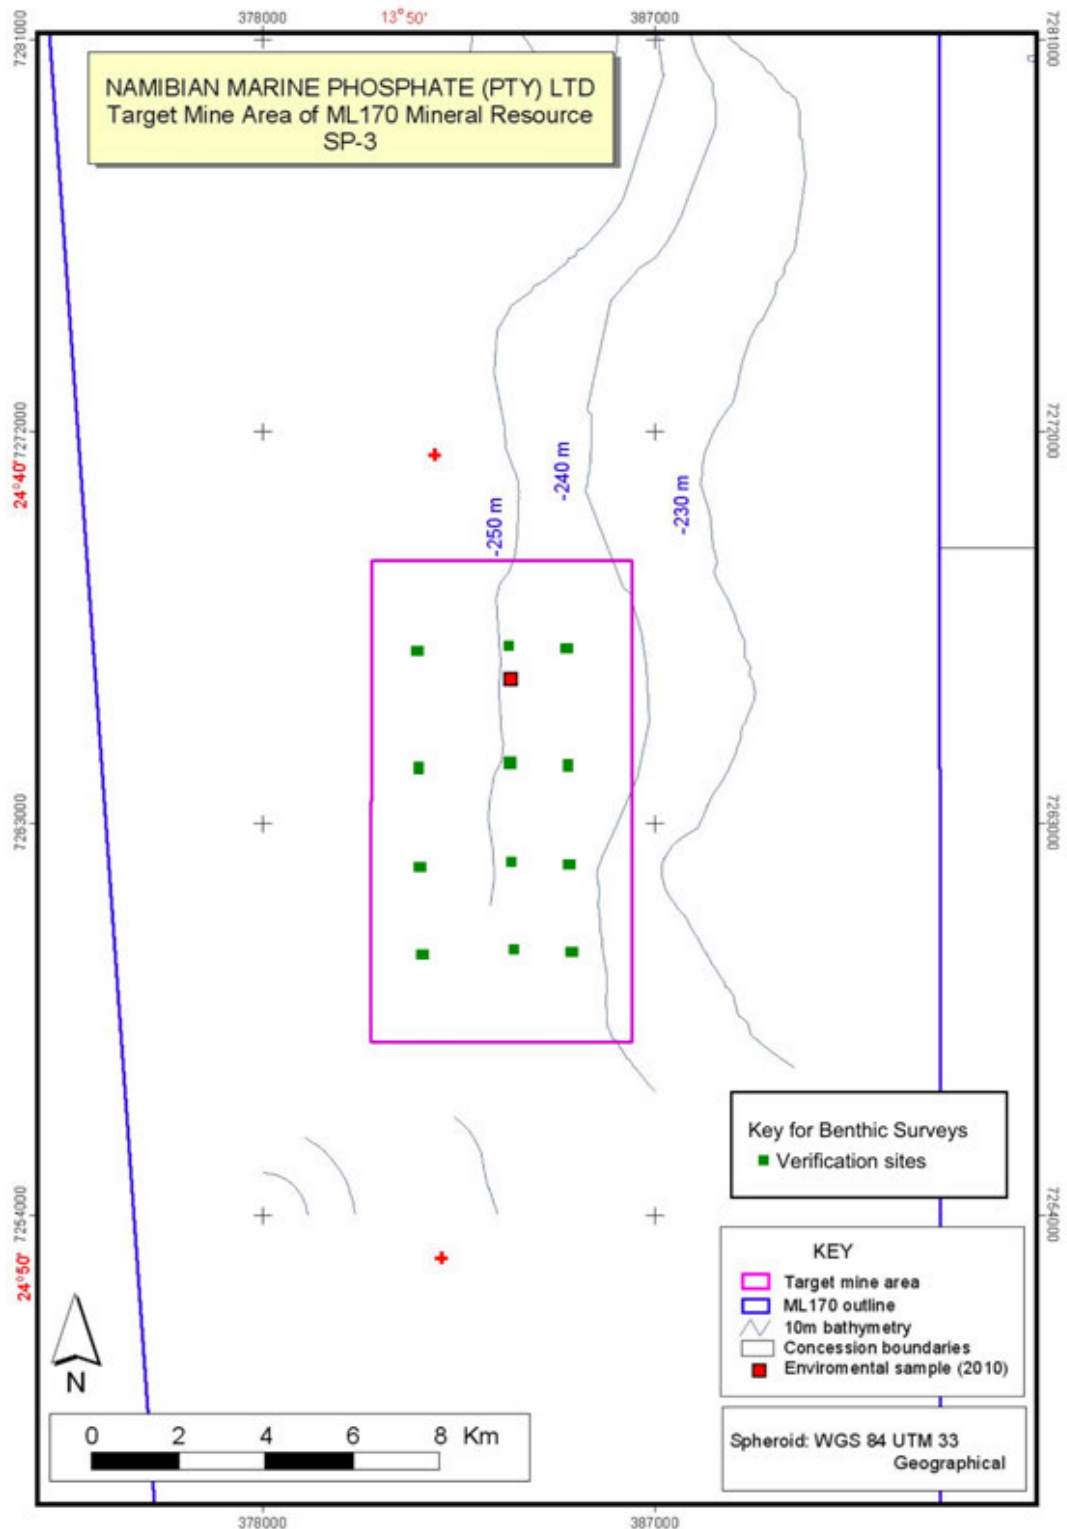 378000 13°50' 387000
7281000 7281000
NAMIBIAN MARINE PHOSPHATE (PTY) LTD
Target Mine Area of ML170 Mineral Resource
SP-3
7272000 7272000
24°40'
-240 m
-250 m
-230 m
7263000 7263000
Key for Benthic Surveys
Verification sites
7254000 7254000
24°50'
KEY
Target mine area
ML170 outline
10m bathymetry
Concession boundaries
Enviromental sample (2010)
N
0 2 4 6 8 Km
Spheroid: WGS 84 UTM 33
Geographical
378000 387000